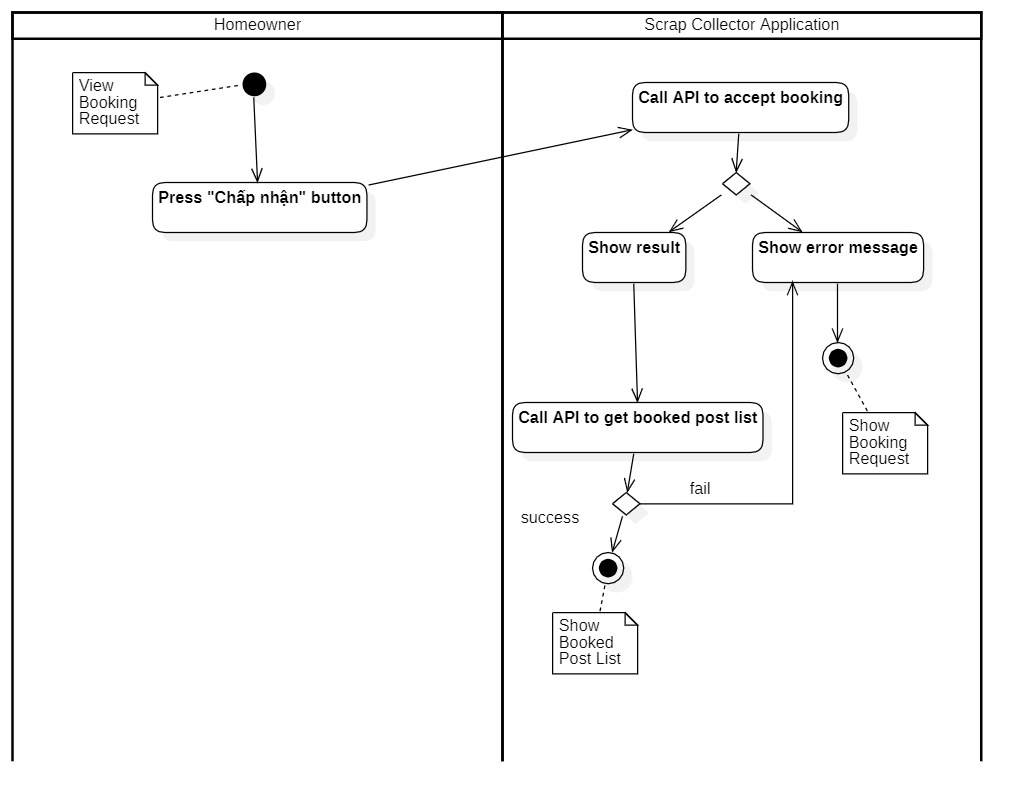 Homeowner
Scrap Collector Application
View
Booking
Request
Call API to accept booking
Press "Chấp nhận" button
Show result
Show error message
Call API to get booked post list
Show
Booking
Request
fail
success
Show
Booked
Post List